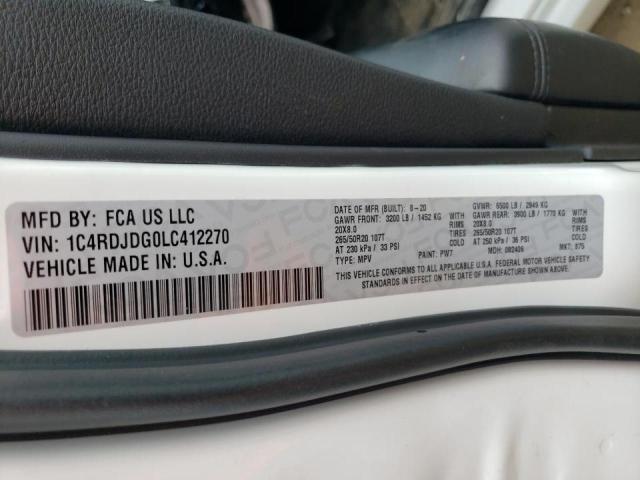 MFD BY: FCA US LLC
VIN: 1C4RDJDG0LC412270
VEHICLE MADE IN: U.S.A.
DATE OF MFR (BUILT): 8-20
GAWR FRONT: 3200 LB / 1452 KG WITH
20X8.0 RIMS
265/50R20 107T TIRES
AT 230 kPa / 33 PSI
TYPE: MPV PAINT: PW7
GVWR: 6500 LB / 2949 KG
GAWR REAR: 3900 LB / 1770 KG WITH
20X8.0 RIMS
265/50R20 107T TIRES
AT 250 kPa / 36 PSI
MDH: 082406 MKT: 875
THIS VEHICLE CONFORMS TO ALL APPLICABLE U.S.A. FEDERAL MOTOR VEHICLE SAFETY
STANDARDS IN EFFECT ON THE DATE OF MANUFACTURE SHOWN ABOVE.